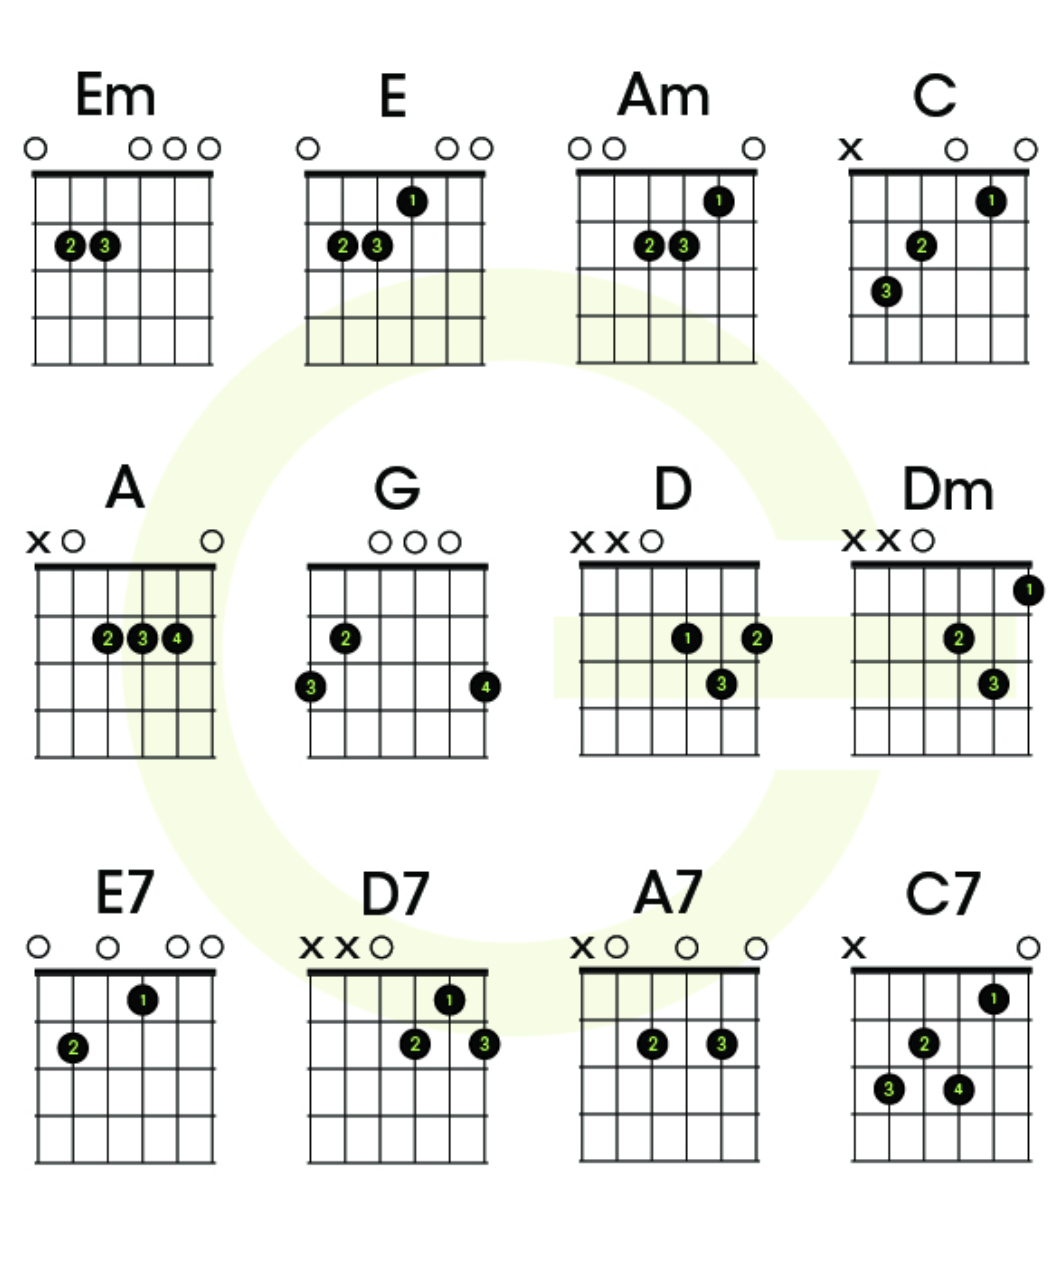 Em E Am C
1 1 1
2 3 2 3 2 3 2
3
A G D Dm
x x x x x
1
2 3 4 2 1 2 2
3 4 3 3
E7 D7 A7 C7
x x x x
1 1 1
2 2 3 2 3 2
3 4